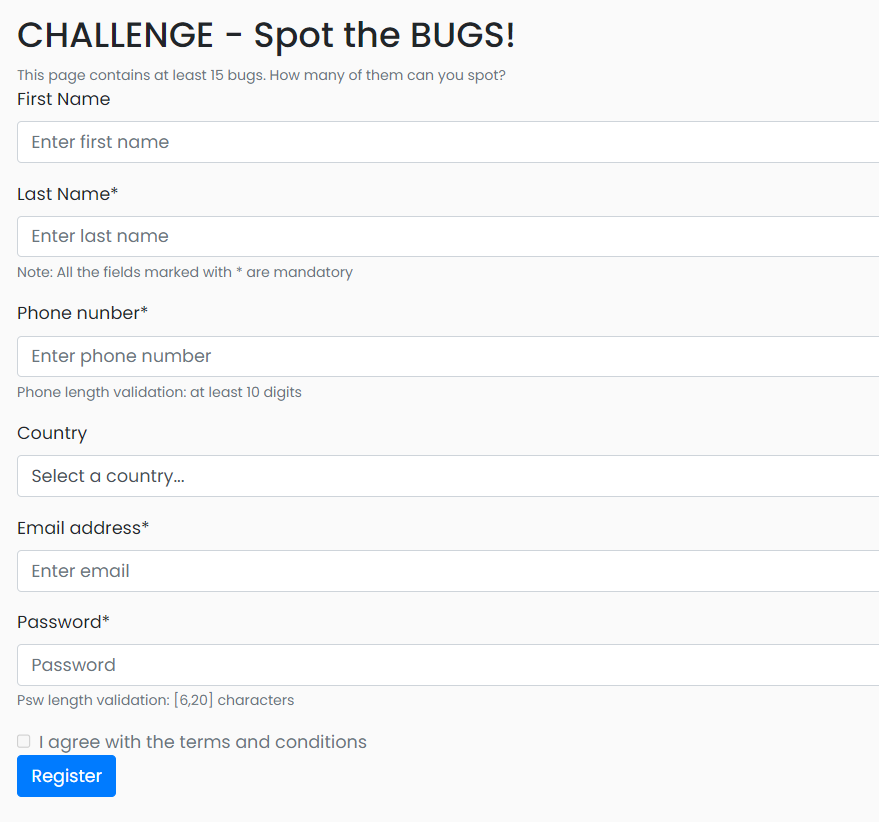 CHALLENGE - Spot the BUGS!
This page contains at least 15 bugs. How many of them can you spot?
First Name
Enter first name
Last Name*
Enter last name
Note: All the fields marked with * are mandatory
Phone nunber*
Enter phone number
Phone length validation: at least 10 digits
Country
Select a country...
Email address*
Enter email
Password*
Password
Psw length validation: [6,20] characters
I agree with the terms and conditions
Register